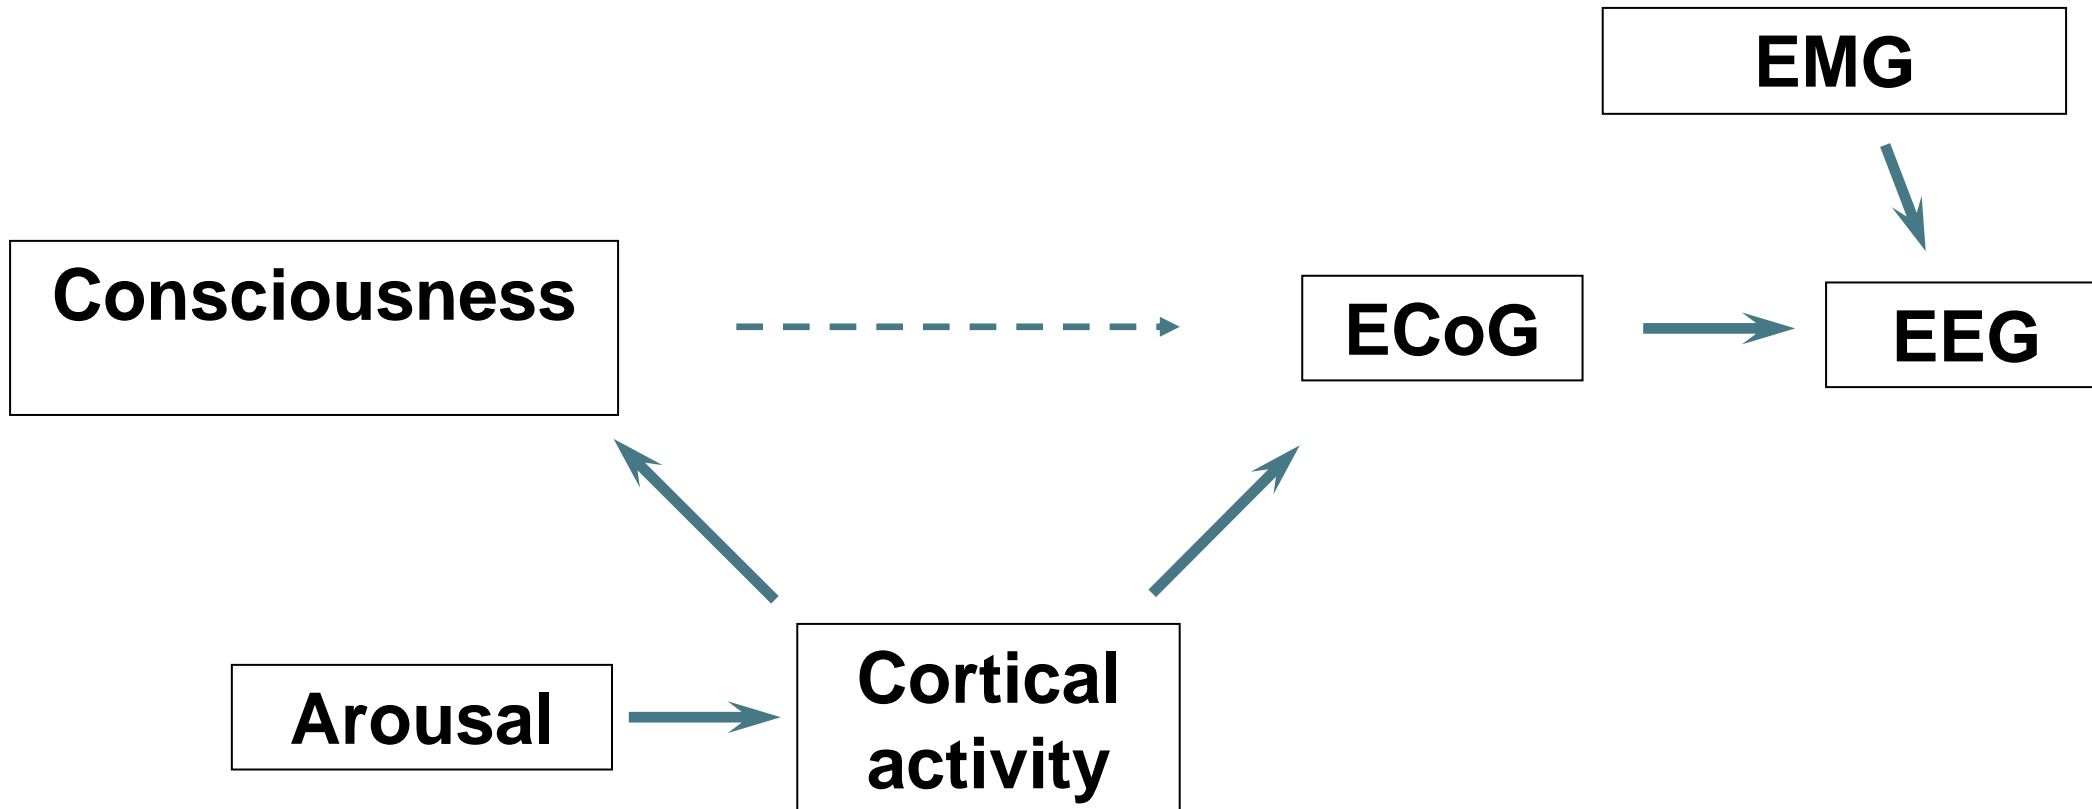 EMG
Consciousness
ECoG
EEG
Arousal
Cortical
activity